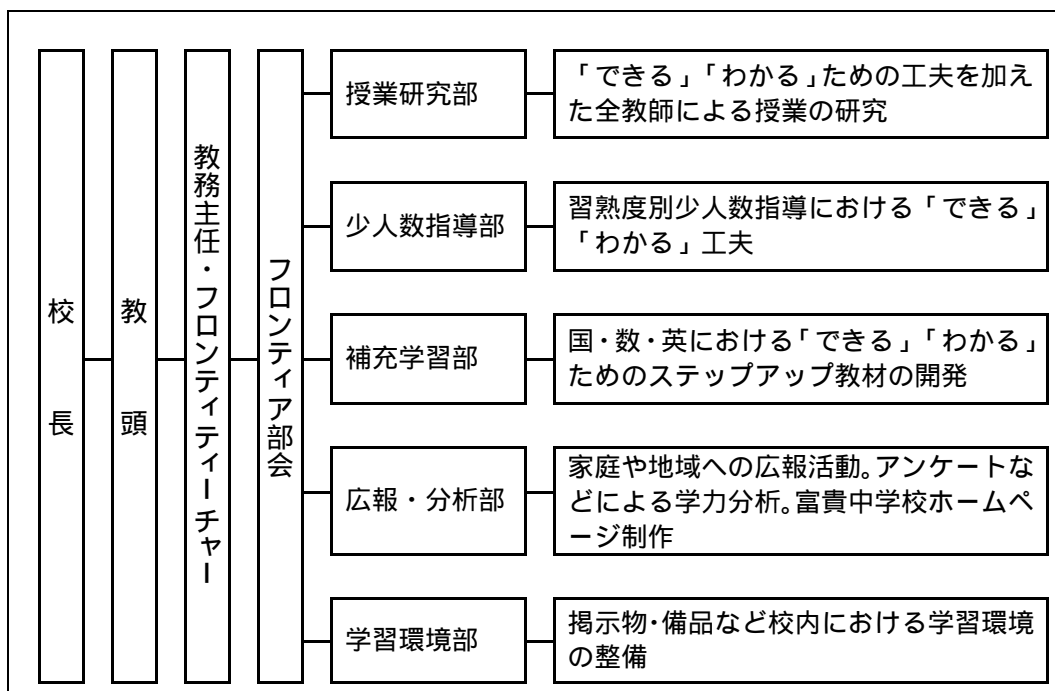 校長
教頭
教務主任・フロンティティーチャー
フロンティア部会
授業研究部
「できる」「わかる」ための工夫を加え
た全教師による授業の研究
少人数指導部
習熟度別少人数指導における「できる」
「わかる」工夫
補充学習部
国・数・英における「できる」「わかる」
ためのステップアップ教材の開発
広報・分析部
家庭や地域への広報活動。アンケートな
どによる学力分析。富貴中学校ホームペ
ージ制作
学習環境部
掲示物・備品など校内における学習環境
の整備